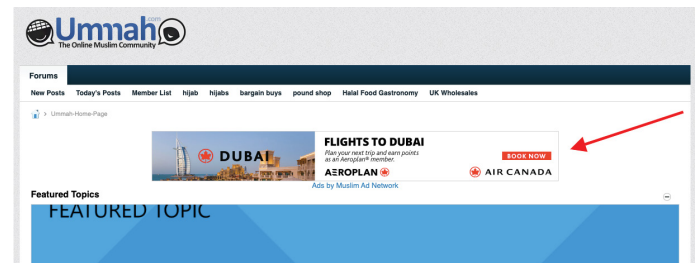 Ummah.com
The Online Muslim Community
Forums
New Posts Today's Posts Member List hijab hijabs bargain buys pound shop Halal Food Gastronomy UK Wholesales
> Ummah-Home-Page
DUBAI
FLIGHTS TO DUBAI
Plan your next trip and earn points
as an Aeroplan® member.
BOOK NOW
AEROPLAN
AIR CANADA
Ads by Muslim Ad Network
Featured Topics
FEATURED TOPIC